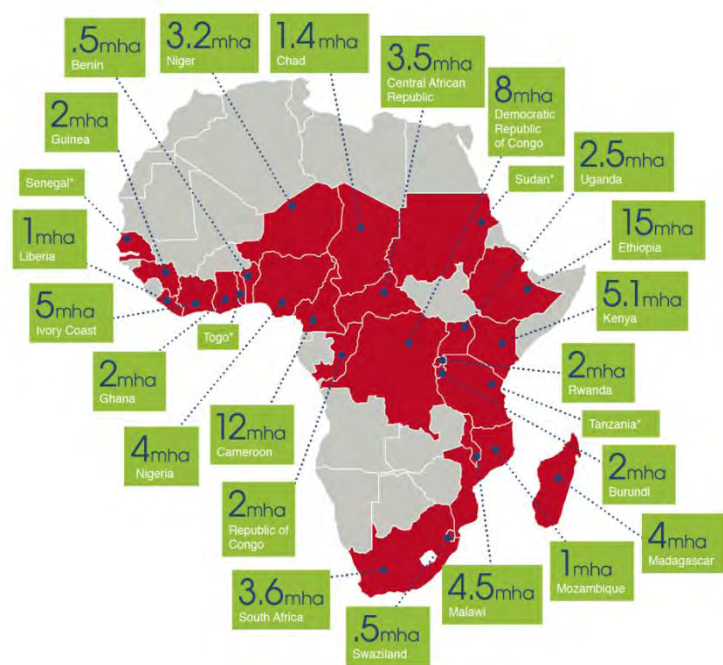 .5mha
Benin
3.2mha
Niger
1.4mha
Chad
3.5mha
Central African
Republic
8mha
Democratic
Republic
of Congo
2mha
Guinea
Senegal*
Sudan*
2.5mha
Uganda
1mha
Liberia
15mha
Ethiopia
5mha
Ivory Coast
5.1mha
Kenya
Togo*
2mha
Ghana
2mha
Rwanda
Tanzania*
4mha
Nigeria
12mha
Cameroon
2mha
Burundi
2mha
Republic of
Congo
4mha
Madagascar
1mha
Mozambique
3.6mha
South Africa
4.5mha
Malawi
.5mha
Swaziland